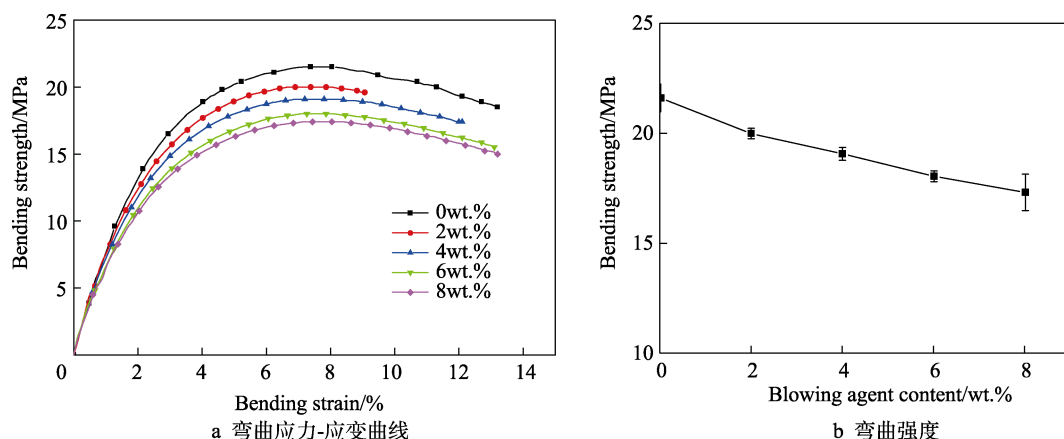 25
20
15
10
5
0
2
4
6
8
10
12
14
Bending strength/MPa
0wt.%
2wt.%
4wt.%
6wt.%
8wt.%
Bending strain/%
a 弯曲应力-应变曲线
25
20
15
10
0
2
4
6
8
Bending strength/MPa
Blowing agent content/wt.%
b 弯曲强度